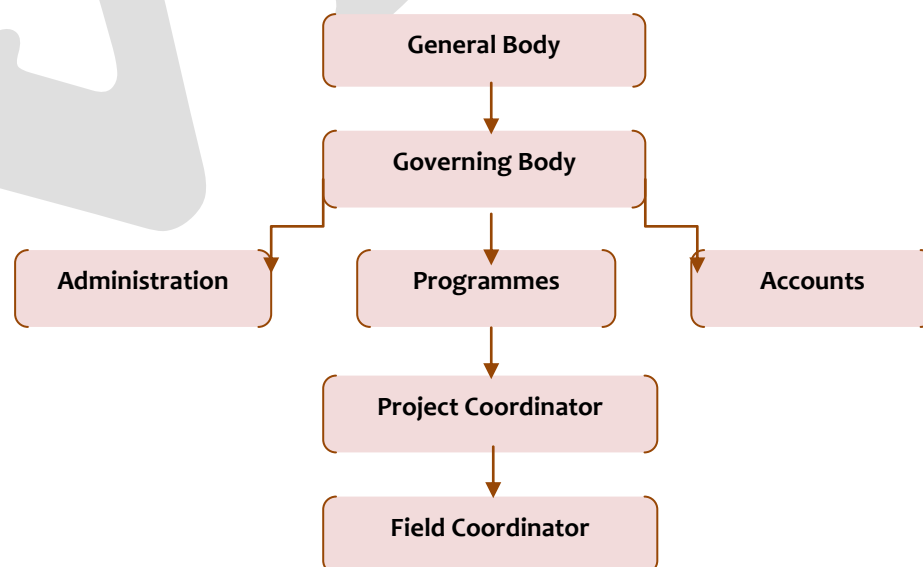 General Body
Governing Body
Administration
Programmes
Accounts
Project Coordinator
Field Coordinator